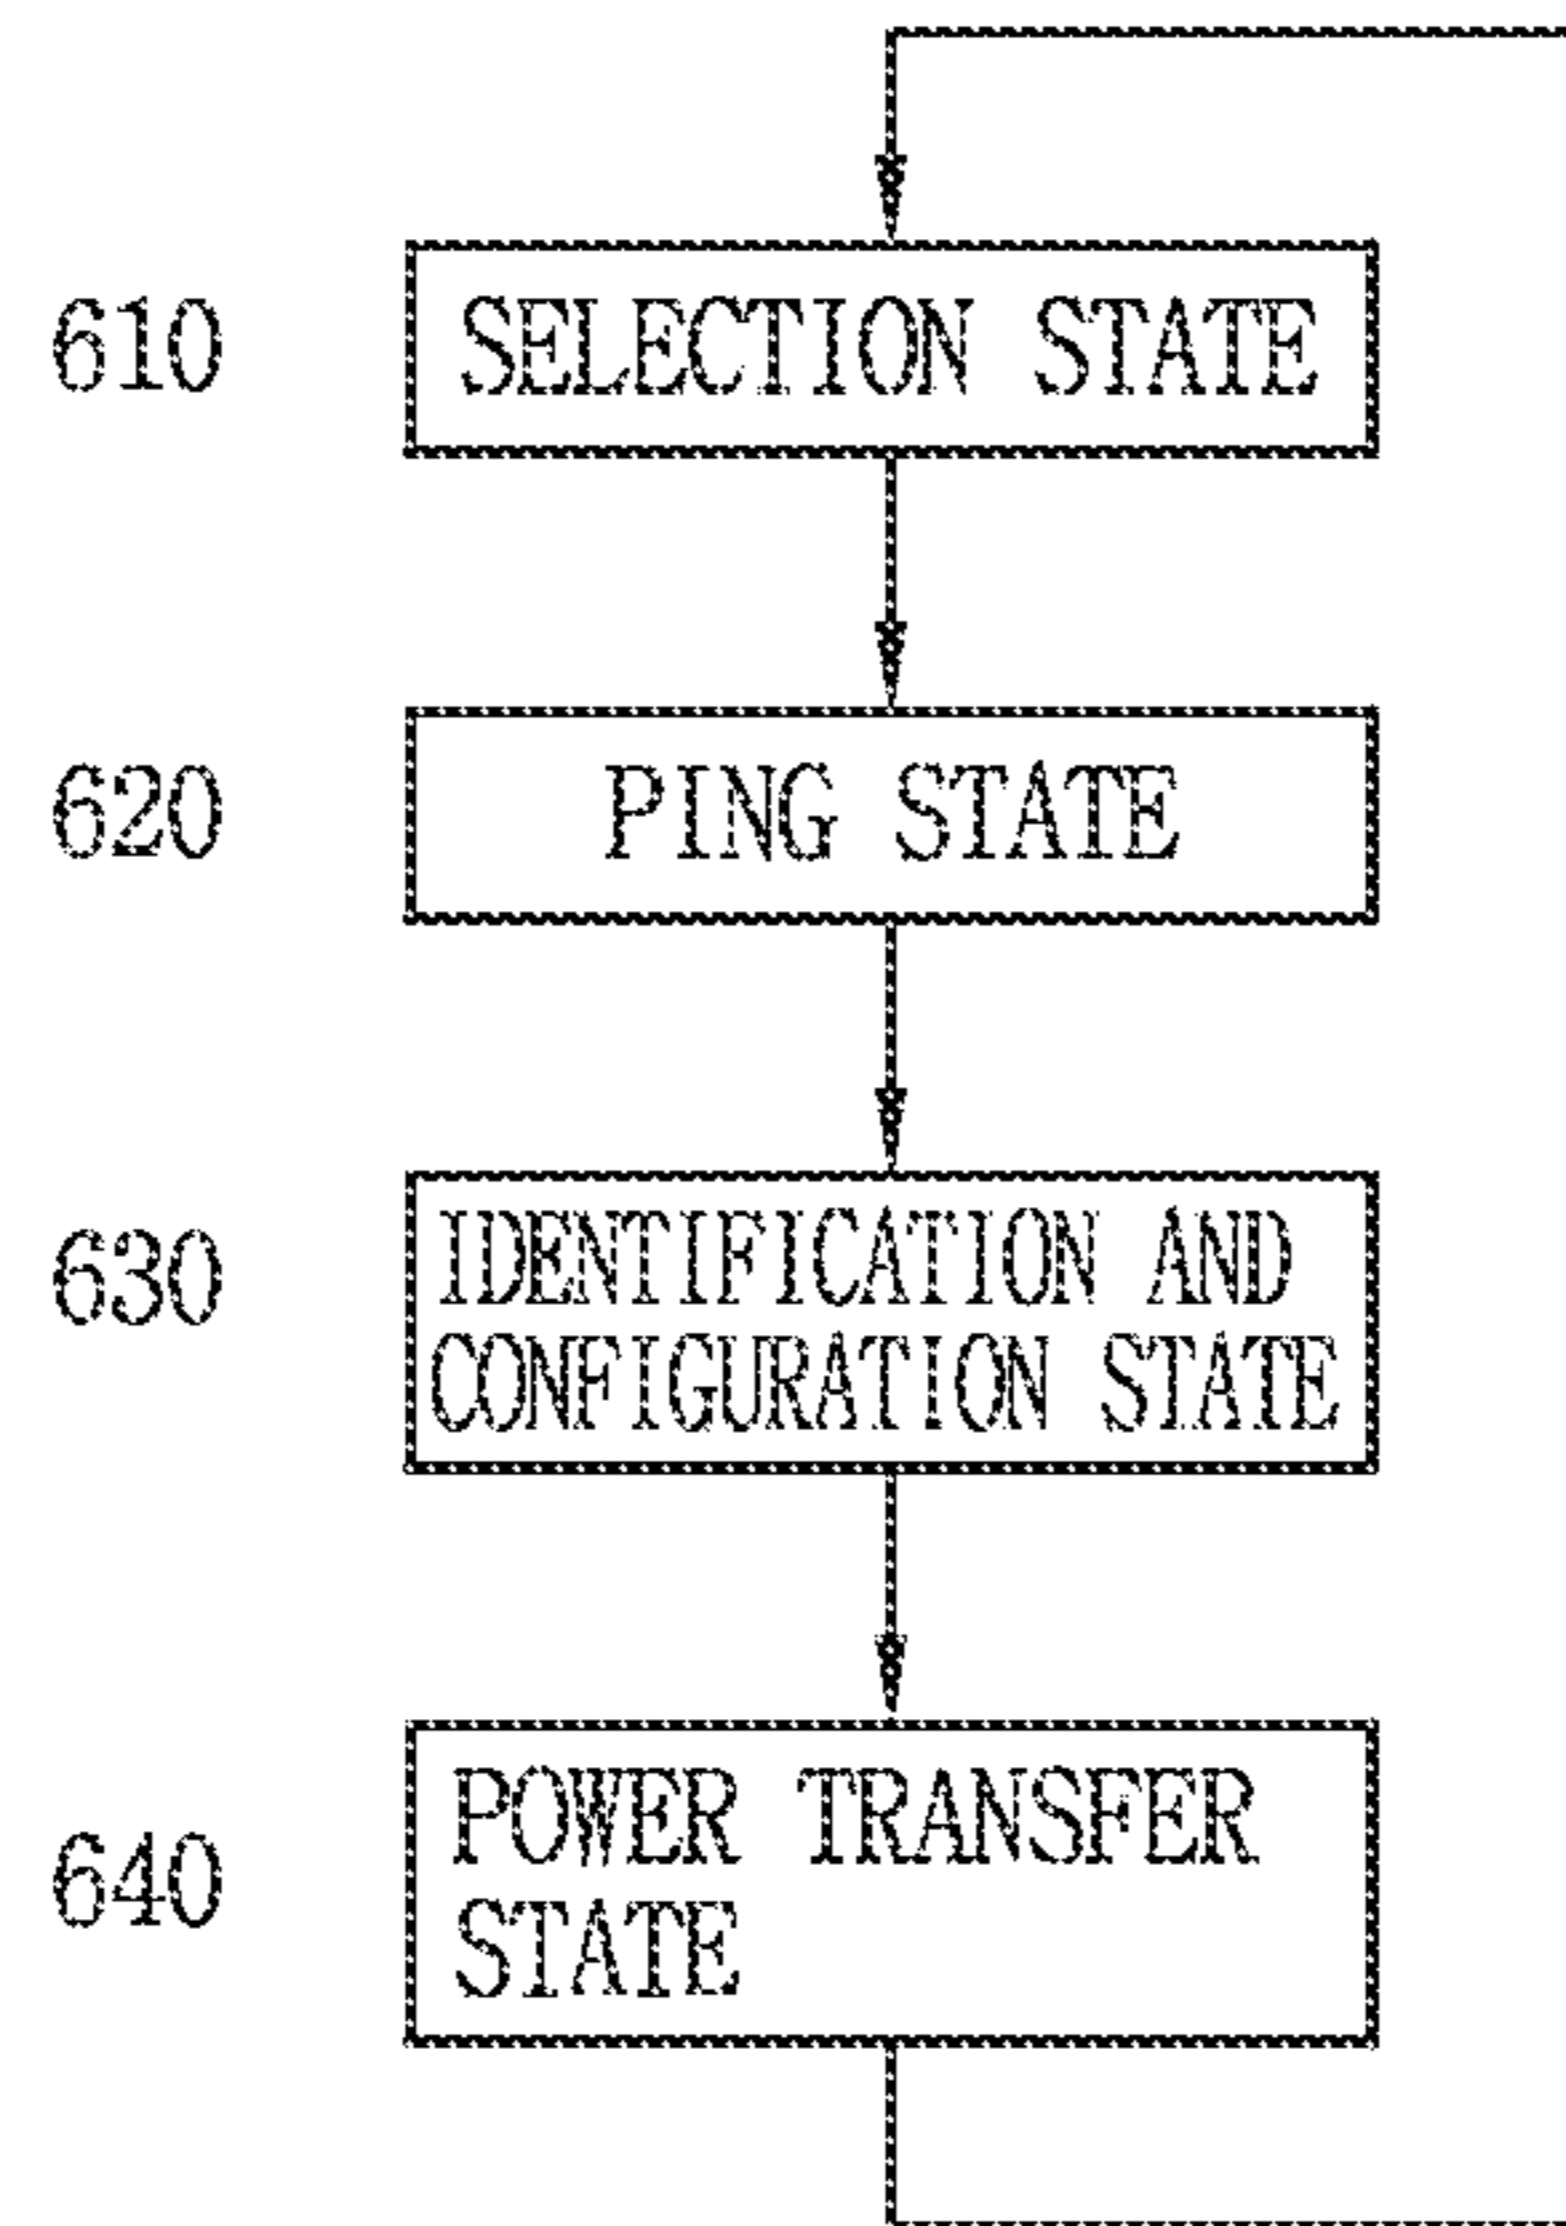 610
SELECTION STATE
620
PING STATE
630
IDENTIFICATION AND
CONFIGURATION STATE
640
POWER TRANSFER
STATE